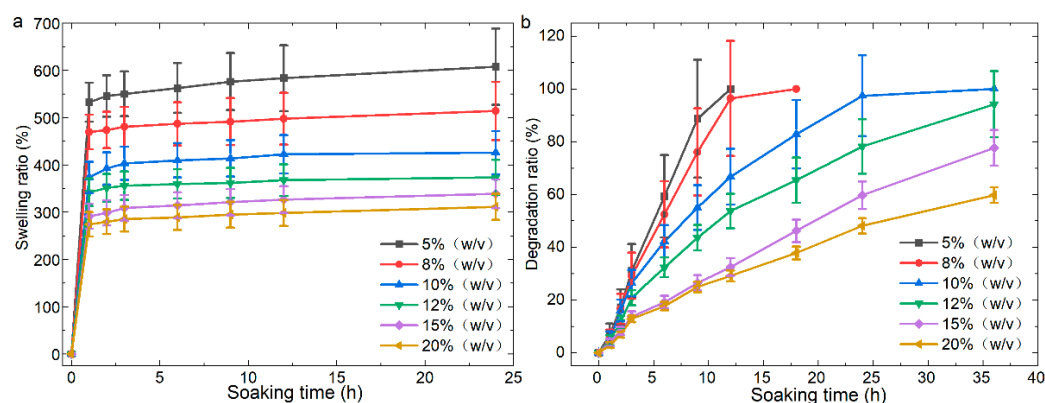 a
700
600
500
400
300
200
100
0
Swelling ratio (%)
0 5 10 15 20 25
Soaking time (h)
5%（w/v）
8%（w/v）
10%（w/v）
12%（w/v）
15%（w/v）
20%（w/v）
b
120
100
80
60
40
20
0
Degradation ratio (%)
0 5 10 15 20 25 30 35 40
Soaking time (h)
5%（w/v）
8%（w/v）
10%（w/v）
12%（w/v）
15%（w/v）
20%（w/v）